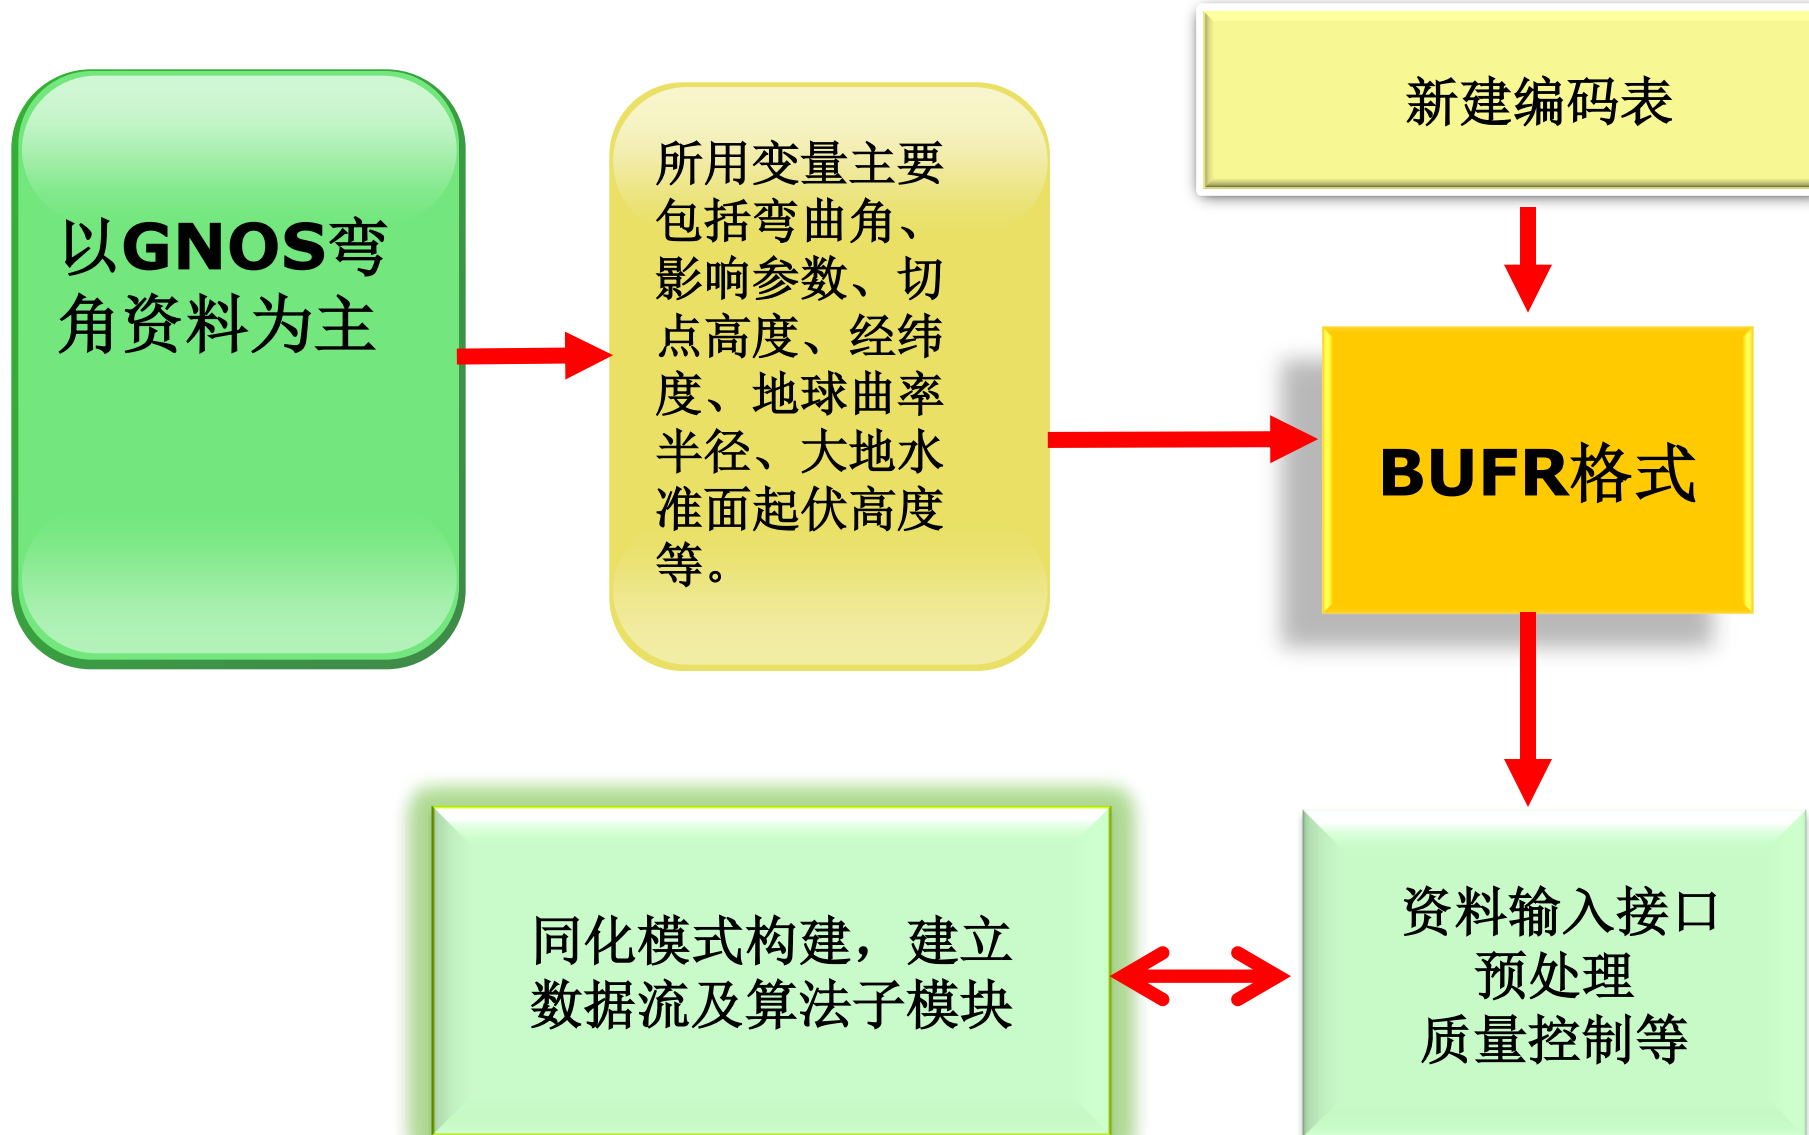 以GNOS弯
角资料为主
所用变量主要
包括弯曲角、
影响参数、切
点高度、经纬
度、地球曲率
半径、大地水
准面起伏高度
等。
新建编码表
BUFR格式
资料输入接口
预处理
质量控制等
同化模式构建，建立
数据流及算法子模块